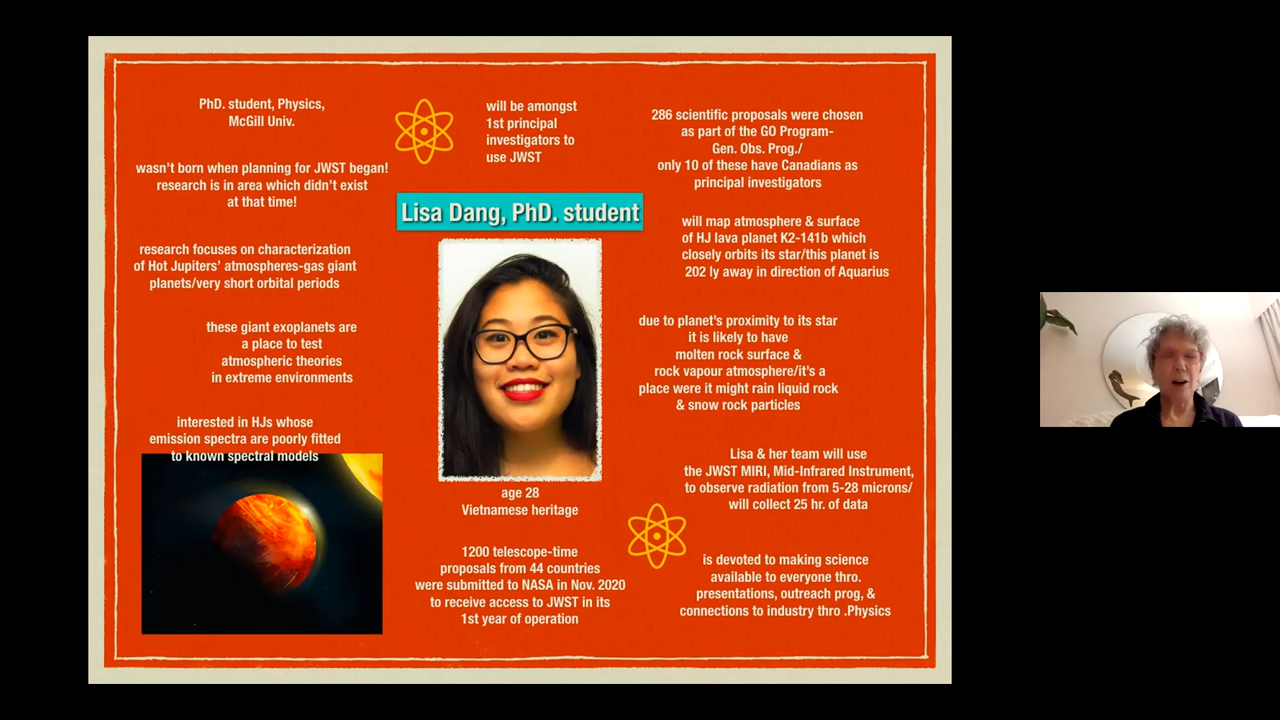 PhD. student, Physics,
McGill Univ.
wasn't born when planning for JWST began!
research is in area which didn't exist
at that time!
research focuses on characterization
of Hot Jupiters' atmospheres-gas giant
planets/very short orbital periods
these giant exoplanets are
a place to test
atmospheric theories
in extreme environments
interested in HJs whose
emission spectra are poorly fitted
to known spectral models
will be amongst
1st principal
investigators to
use JWST
Lisa Dang, PhD. student
age 28
Vietnamese heritage
1200 telescope-time
proposals from 44 countries
were submitted to NASA in Nov. 2020
to receive access to JWST in its
1st year of operation
286 scientific proposals were chosen
as part of the GO Program-
Gen. Obs. Prog./
only 10 of these have Canadians as
principal investigators
will map atmosphere & surface
of HJ lava planet K2-141b which
closely orbits its star/this planet is
202 ly away in direction of Aquarius
due to planet's proximity to its star
it is likely to have
molten rock surface &
rock vapour atmosphere/it's a
place were it might rain liquid rock
& snow rock particles
Lisa & her team will use
the JWST MIRI, Mid-Infrared Instrument,
to observe radiation from 5-28 microns/
will collect 25 hr. of data
is devoted to making science
available to everyone thro.
presentations, outreach prog, &
connections to industry thro .Physics